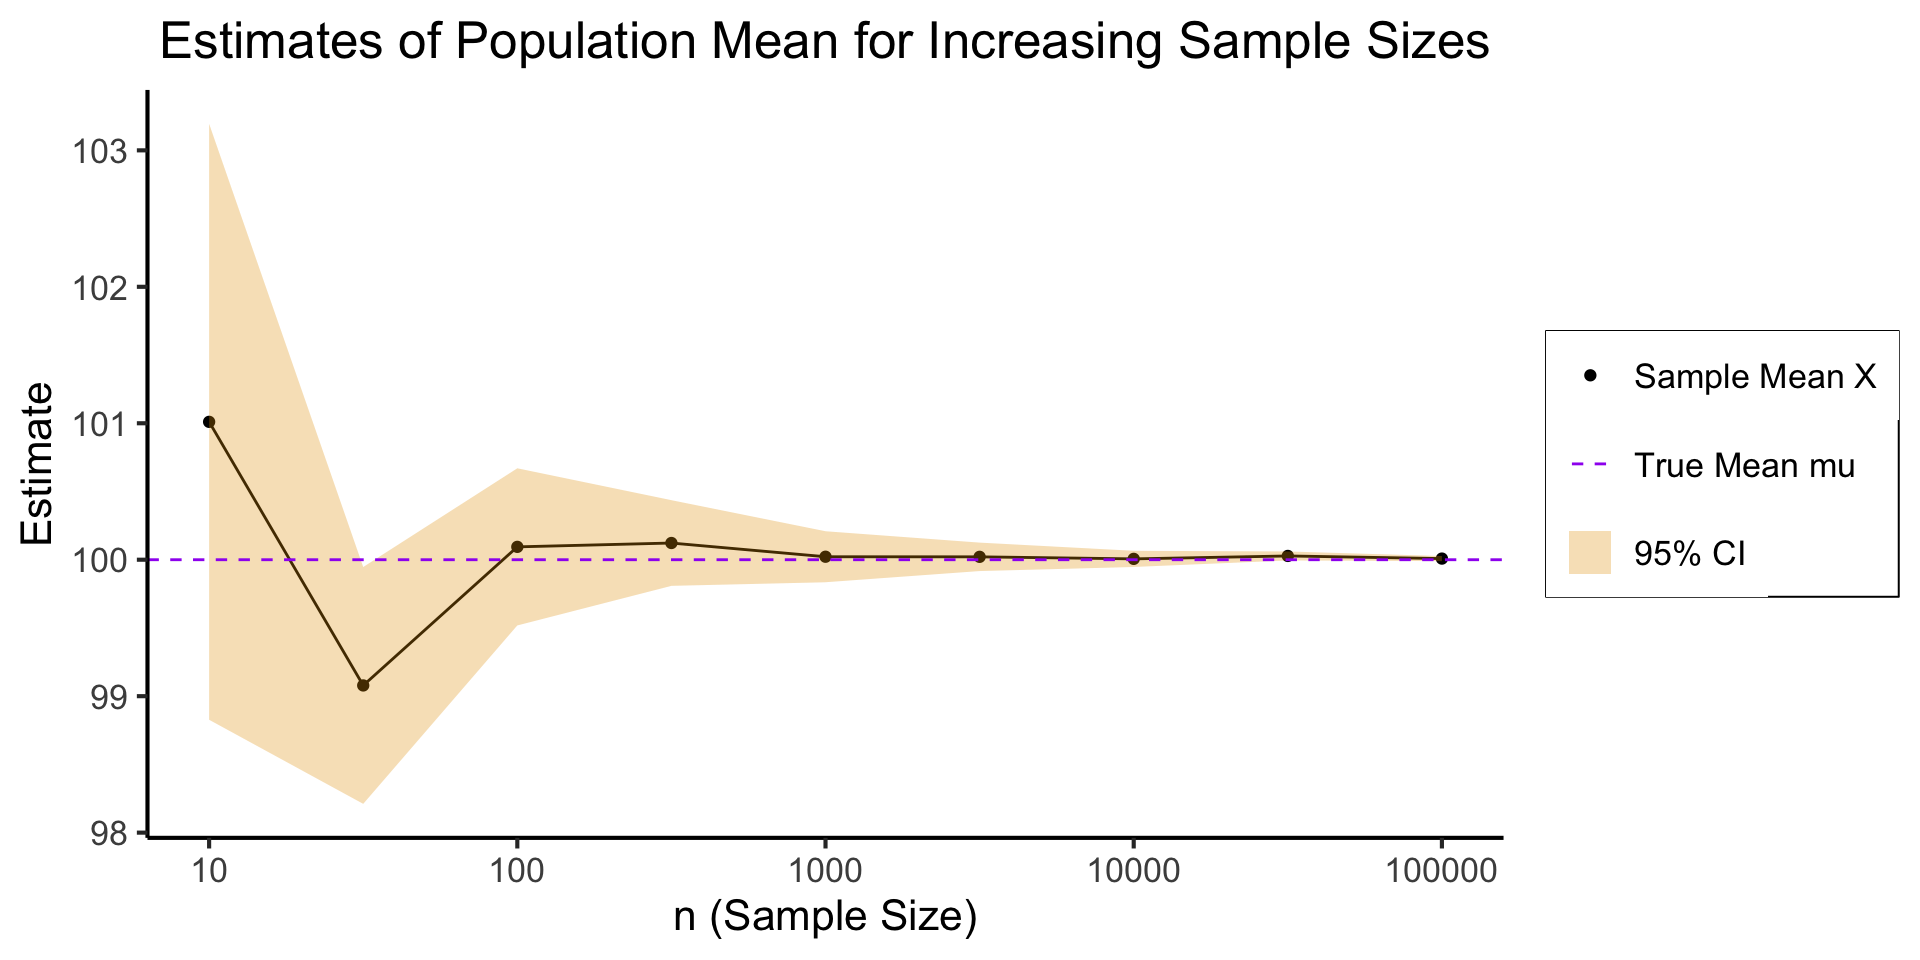 Estimates of Population Mean for Increasing Sample Sizes
Estimate
103
102
101
100
99
98
10 100 1000 10000 100000
n (Sample Size)
Sample Mean X
True Mean mu
95% CI